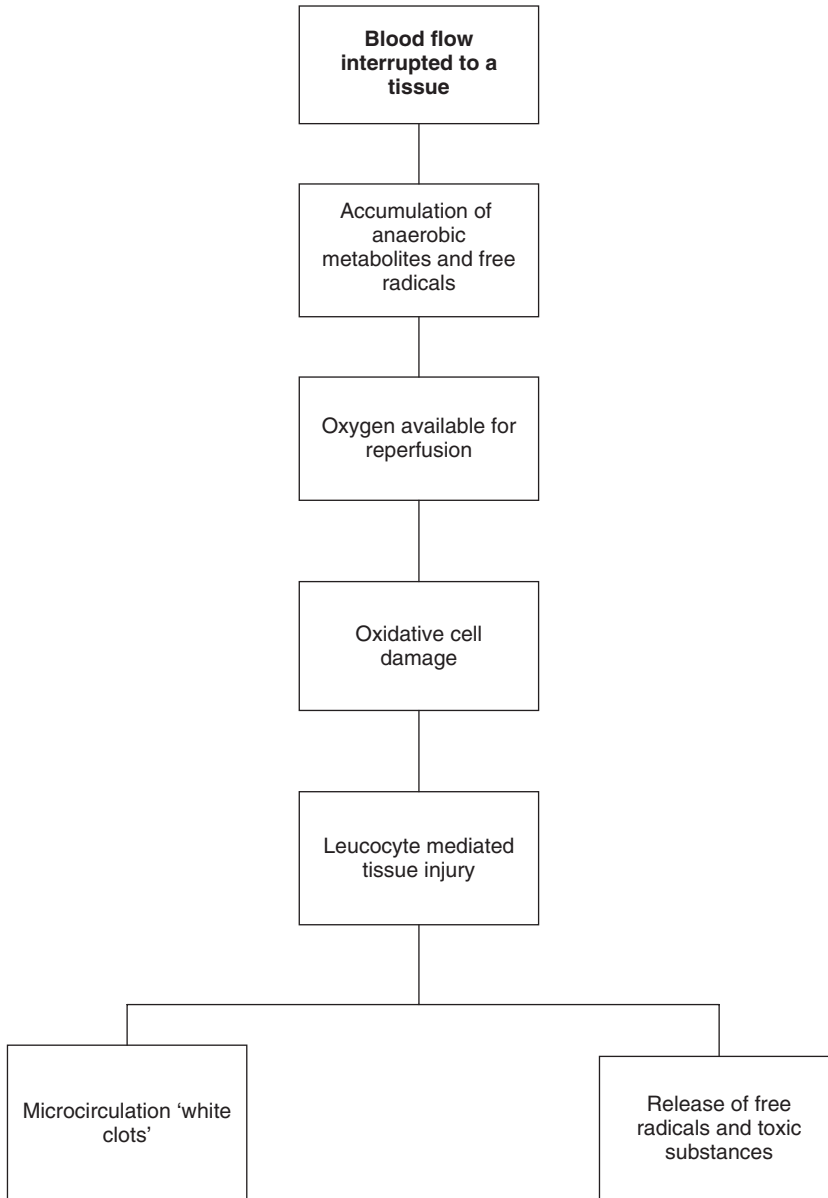 Blood flow
interrupted to a
tissue
Accumulation of
anaerobic
metabolites and free
radicals
Oxygen available for
reperfusion
Oxidative cell
damage
Leucocyte mediated
tissue injury
Microcirculation ‘white
clots’
Release of free
radicals and toxic
substances